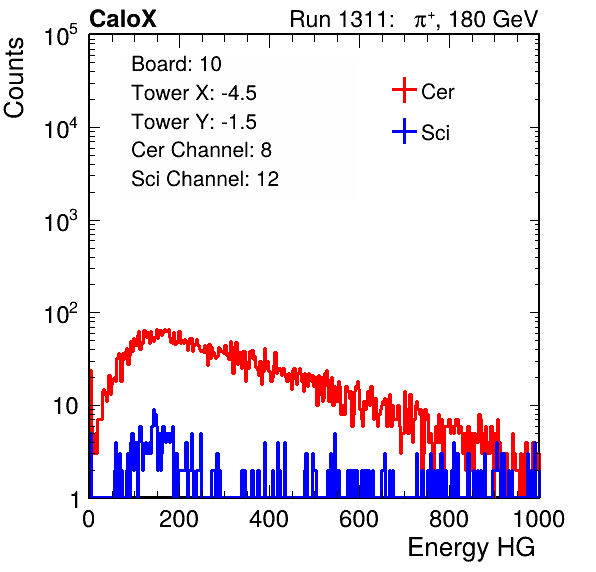 CaloX Run 1311: π⁺, 180 GeV
Counts
10⁵
10⁴
10³
10²
10
1
Board: 10
Tower X: -4.5
Tower Y: -1.5
Cer Channel: 8
Sci Channel: 12
Cer
Sci
0 200 400 600 800 1000
Energy HG